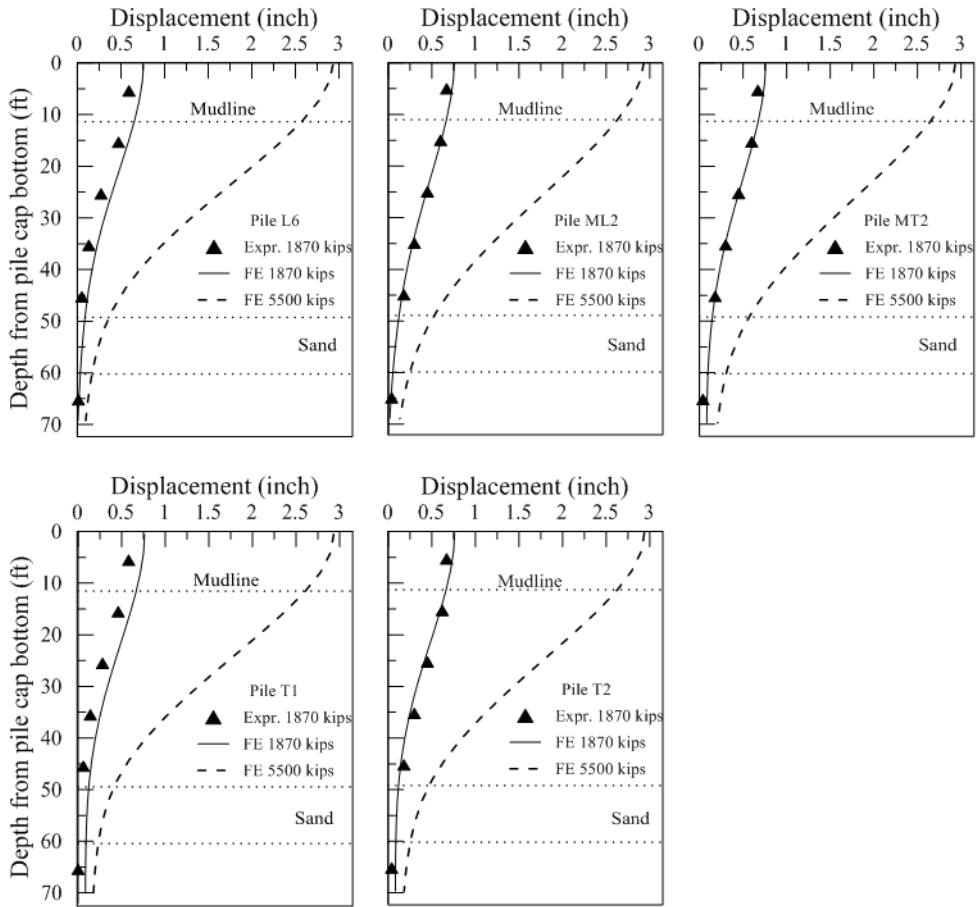 Displacement (inch)
0 0.5 1 1.5 2 2.5 3
Displacement (inch)
0 0.5 1 1.5 2 2.5 3
Displacement (inch)
0 0.5 1 1.5 2 2.5 3
Depth from pile cap bottom (ft)
0
10
20
30
40
50
60
70
Mudline
Pile L6
Expr. 1870 kips
FE 1870 kips
FE 5500 kips
Sand
Mudline
Pile ML2
Expr. 1870 kips
FE 1870 kips
FE 5500 kips
Sand
Mudline
Pile MT2
Expr. 1870 kips
FE 1870 kips
FE 5500 kips
Sand
Displacement (inch)
0 0.5 1 1.5 2 2.5 3
Displacement (inch)
0 0.5 1 1.5 2 2.5 3
Depth from pile cap bottom (ft)
0
10
20
30
40
50
60
70
Mudline
Pile T1
Expr. 1870 kips
FE 1870 kips
FE 5500 kips
Sand
Mudline
Pile T2
Expr. 1870 kips
FE 1870 kips
FE 5500 kips
Sand